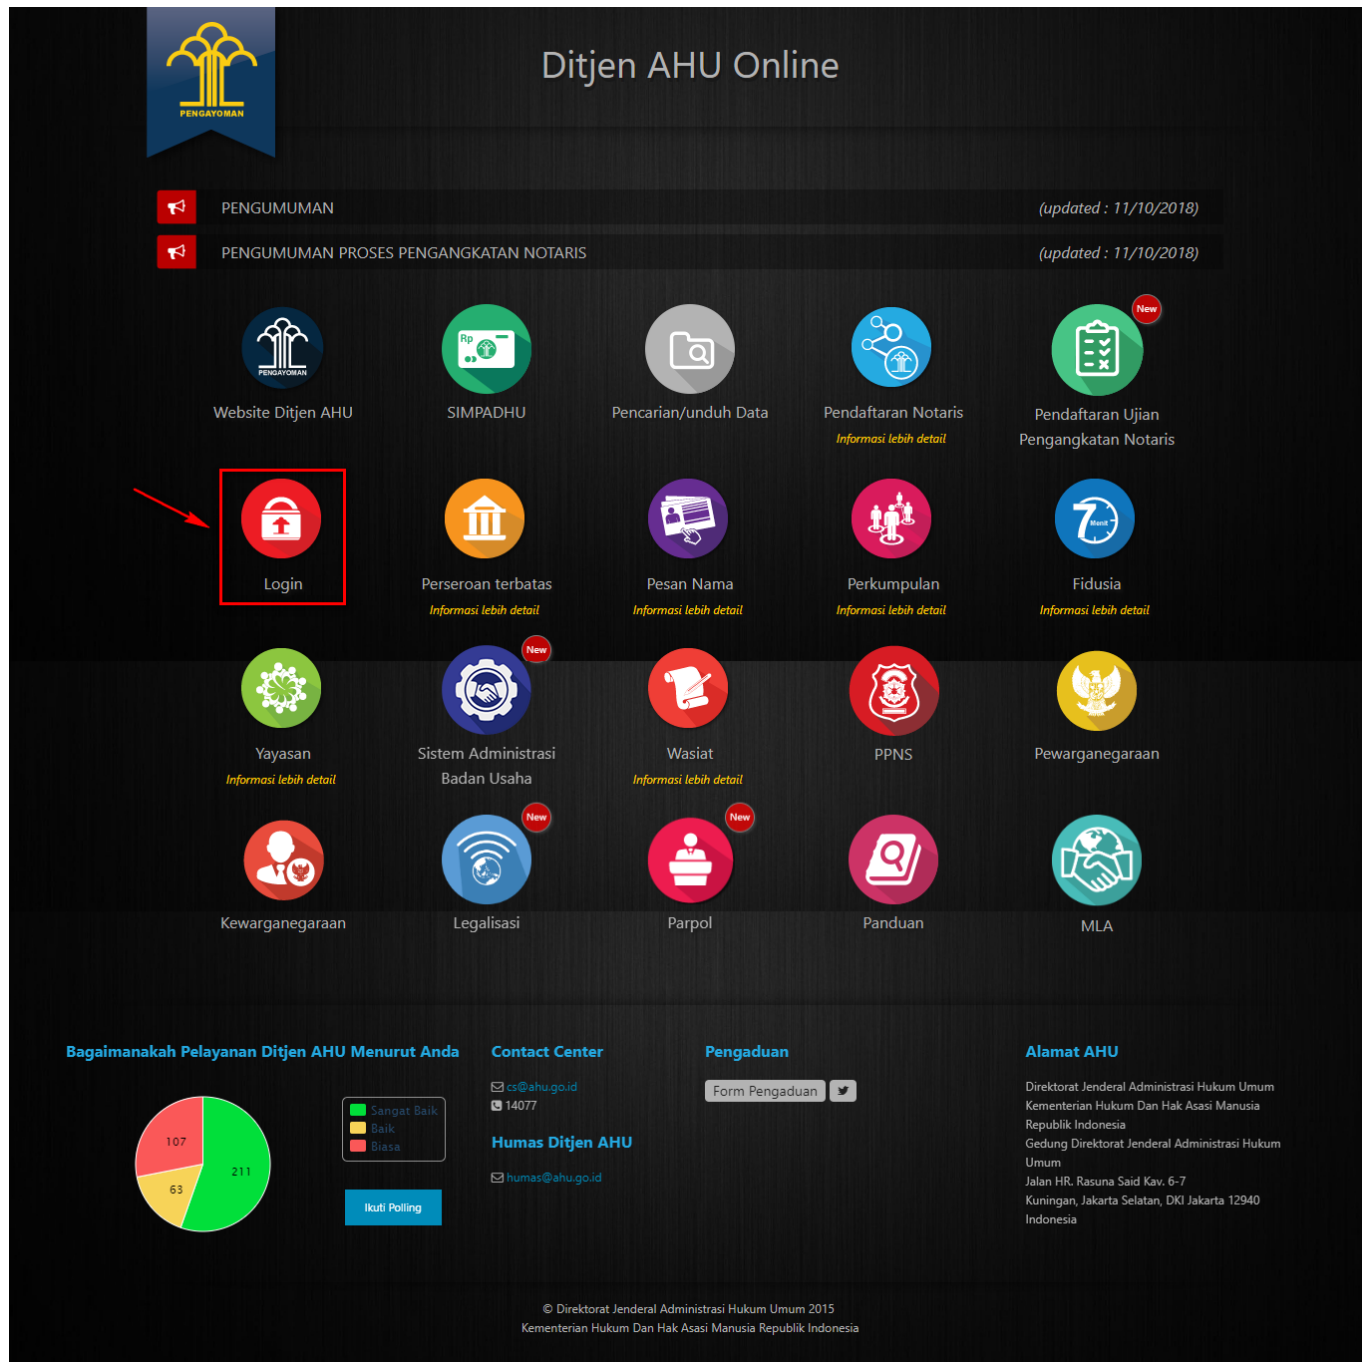 PENGAYOMAN
Ditjen AHU Online
PENGUMUMAN
(updated : 11/10/2018)
PENGUMUMAN PROSES PENGANGKATAN NOTARIS
(updated : 11/10/2018)
PENGAYOMAN
Rp
New
Website Ditjen AHU
SIMPADHU
Pencarian/unduh Data
Pendaftaran Notaris
Informasi lebih detail
Pendaftaran Ujian
Pengangkatan Notaris
7 Menit
Login
Perseroan terbatas
Informasi lebih detail
Pesan Nama
Informasi lebih detail
Perkumpulan
Informasi lebih detail
Fidusia
Informasi lebih detail
New
Yayasan
Informasi lebih detail
Sistem Administrasi
Badan Usaha
Wasiat
Informasi lebih detail
PPNS
Pewarganegaraan
New
New
Kewarganegaraan
Legalisasi
Parpol
Panduan
MLA
Bagaimanakah Pelayanan Ditjen AHU Menurut Anda
107
211
63
Sangat Baik
Baik
Biasa
Ikuti Polling
Contact Center
cs@ahu.go.id
14077
Humas Ditjen AHU
humas@ahu.go.id
Pengaduan
Form Pengaduan
Alamat AHU
Direktorat Jenderal Administrasi Hukum Umum
Kementerian Hukum Dan Hak Asasi Manusia
Republik Indonesia
Gedung Direktorat Jenderal Administrasi Hukum
Umum
Jalan HR. Rasuna Said Kav. 6-7
Kuningan, Jakarta Selatan, DKI Jakarta 12940
Indonesia
© Direktorat Jenderal Administrasi Hukum Umum 2015
Kementerian Hukum Dan Hak Asasi Manusia Republik Indonesia